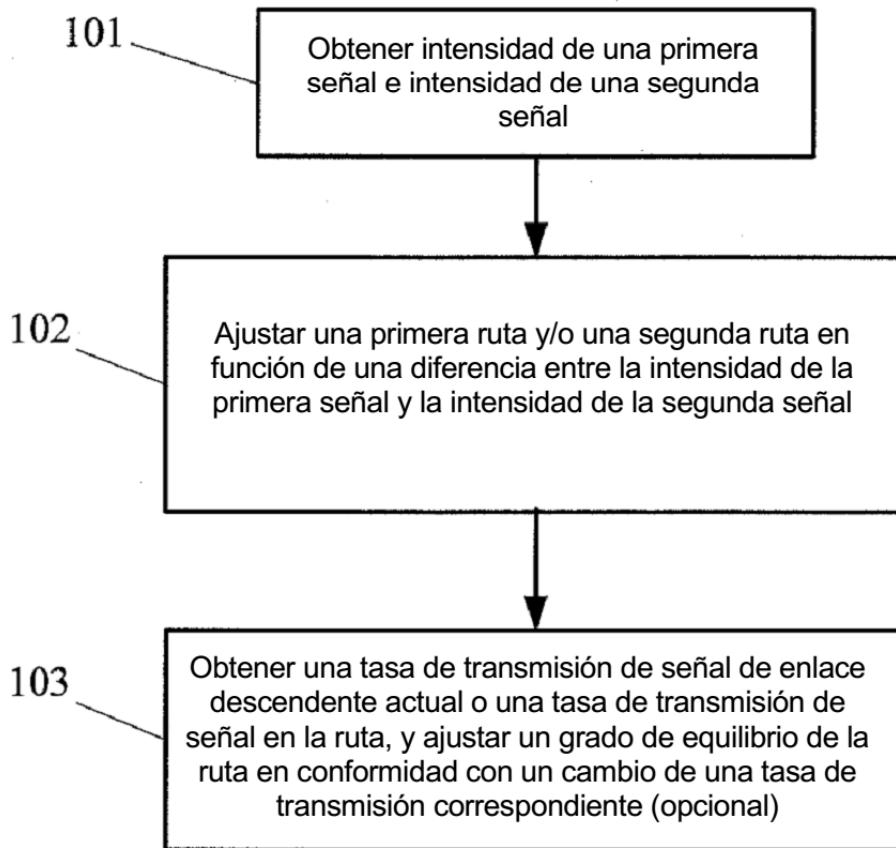 101
Obtener intensidad de una primera
señal e intensidad de una segunda
señal
102
Ajustar una primera ruta y/o una segunda ruta en
función de una diferencia entre la intensidad de la
primera señal y la intensidad de la segunda señal
103
Obtener una tasa de transmisión de señal de enlace
descendente actual o una tasa de transmisión de
señal en la ruta, y ajustar un grado de equilibrio de la
ruta en conformidad con un cambio de una tasa de
transmisión correspondiente (opcional)